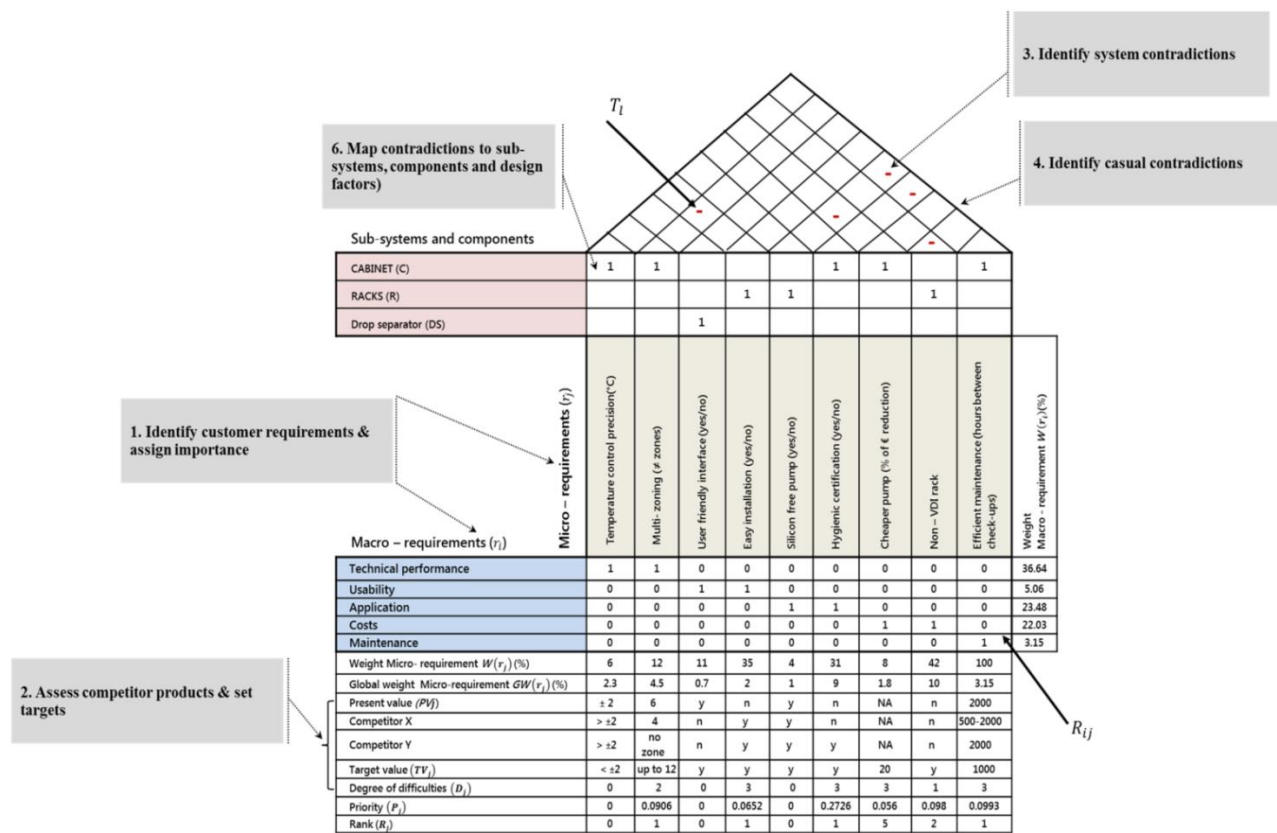 3. Identify system contradictions
T_l
6. Map contradictions to sub-
systems, components and design
factors)
4. Identify casual contradictions
-
-
-
-
-
Sub-systems and components
CABINET (C) 1 1 1 1 1
RACKS (R) 1 1 1
Drop separator (DS) 1
1. Identify customer requirements &
assign importance
Micro – requirements (r_j)
Temperature control precision(°C)
Multi- zoning (≠ zones)
User friendly interface (yes/no)
Easy installation (yes/no)
Silicon free pump (yes/no)
Hygienic certification (yes/no)
Cheaper pump (% of € reduction)
Non – VDI rack
Efficient maintenance (hours between
check-ups)
Weight
Macro - requirement W(r_i)(%)
Macro – requirements (r_i)
Technical performance 1 1 0 0 0 0 0 0 0 36.64
Usability 0 0 1 1 0 0 0 0 0 5.06
Application 0 0 0 0 1 1 0 0 0 23.48
Costs 0 0 0 0 0 0 1 1 0 22.03
Maintenance 0 0 0 0 0 0 0 0 1 3.15
Weight Micro- requirement W(r_j)(%) 6 12 11 35 4 31 8 42 100
2. Assess competitor products & set
targets
Global weight Micro-requirement GW(r_j)(%) 2.3 4.5 0.7 2 1 9 1.8 10 3.15
Present value (PVj) ± 2 6 y n y n NA n 2000
Competitor X > ±2 4 n y y n NA n 500-2000
Competitor Y > ±2 no zone n y y y NA n 2000
Target value (TV_j) < ±2 up to 12 y y y y 20 y 1000
Degree of difficulties (D_j) 0 2 0 3 0 3 3 1 3
Priority (P_j) 0 0.0906 0 0.0652 0 0.2726 0.056 0.098 0.0993
Rank (R_j) 0 1 0 1 0 1 5 2 1
R_ij